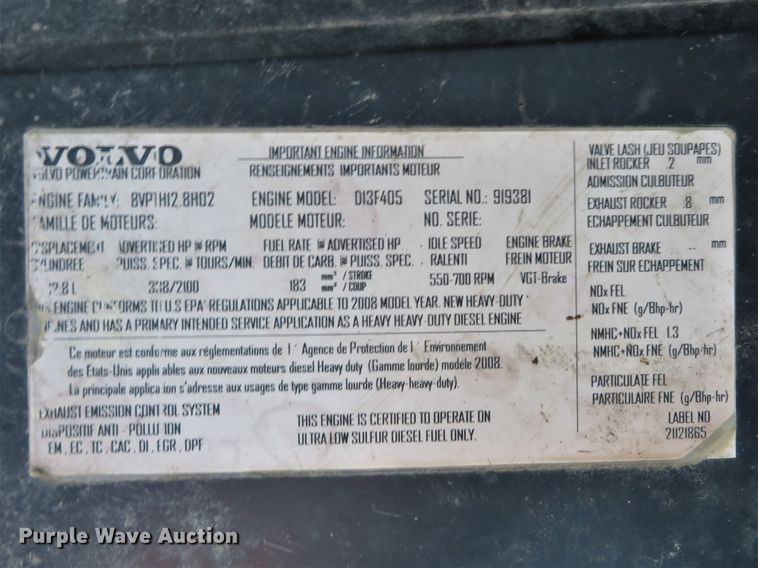 VOLVO
VOLVO POWERTRAIN CORPORATION
IMPORTANT ENGINE INFORMATION
RENSEIGNEMENTS IMPORTANTS MOTEUR
ENGINE FAMILY: 8VPTH12.8H02 ENGINE MODEL: D13F405 SERIAL NO.: 919381
FAMILLE DE MOTEURS: MODELE MOTEUR: NO. SERIE:
DISPLACEMENT ADVERTISED HP @ RPM FUEL RATE @ ADVERTISED HP IDLE SPEED ENGINE BRAKE
CYLINDREE PUISS. SPEC. @ TOURS/MIN. DEBIT DE CARB. @ PUISS. SPEC. RALENTI FREIN MOTEUR
12.8 L 338/2100 183 mm³ / STROKE mm³ / COUP 550-700 RPM VGT-Brake
ENGINE CONFORMS TO U.S EPA REGULATIONS APPLICABLE TO 2008 MODEL YEAR. NEW HEAVY-DUTY
ENGINES AND HAS A PRIMARY INTENDED SERVICE APPLICATION AS A HEAVY HEAVY-DUTY DIESEL ENGINE
Ce moteur est conforme aux réglementations de l' Agence de Protection de l' Environnement
des Etats-Unis applicables aux nouveaux moteurs diesel Heavy duty (Gamme lourde) modèle 2008.
La principale application s'adresse aux usages de type gamme lourde (Heavy-heavy-duty).
EXHAUST EMISSION CONTROL SYSTEM
DISPOSITIF ANTI - POLLUTION
EM , EC , TC , CAC , DI , EGR , DPF
THIS ENGINE IS CERTIFIED TO OPERATE ON
ULTRA LOW SULFUR DIESEL FUEL ONLY.
VALVE LASH (JEU SOUPAPES)
INLET ROCKER .2 mm
ADMISSION CULBUTEUR
EXHAUST ROCKER .8 mm
ECHAPPEMENT CULBUTEUR
EXHAUST BRAKE -- mm
FREIN SUR ECHAPPEMENT
NOx FEL
NOx FNE (g/Bhp-hr)
NMHC+NOx FEL 1.3
NMHC+NOx FNE (g/Bhp-hr)
PARTICULATE FEL
PARTICULAIRE FNE (g/Bhp-hr)
LABEL NO
21121865
Purple Wave Auction